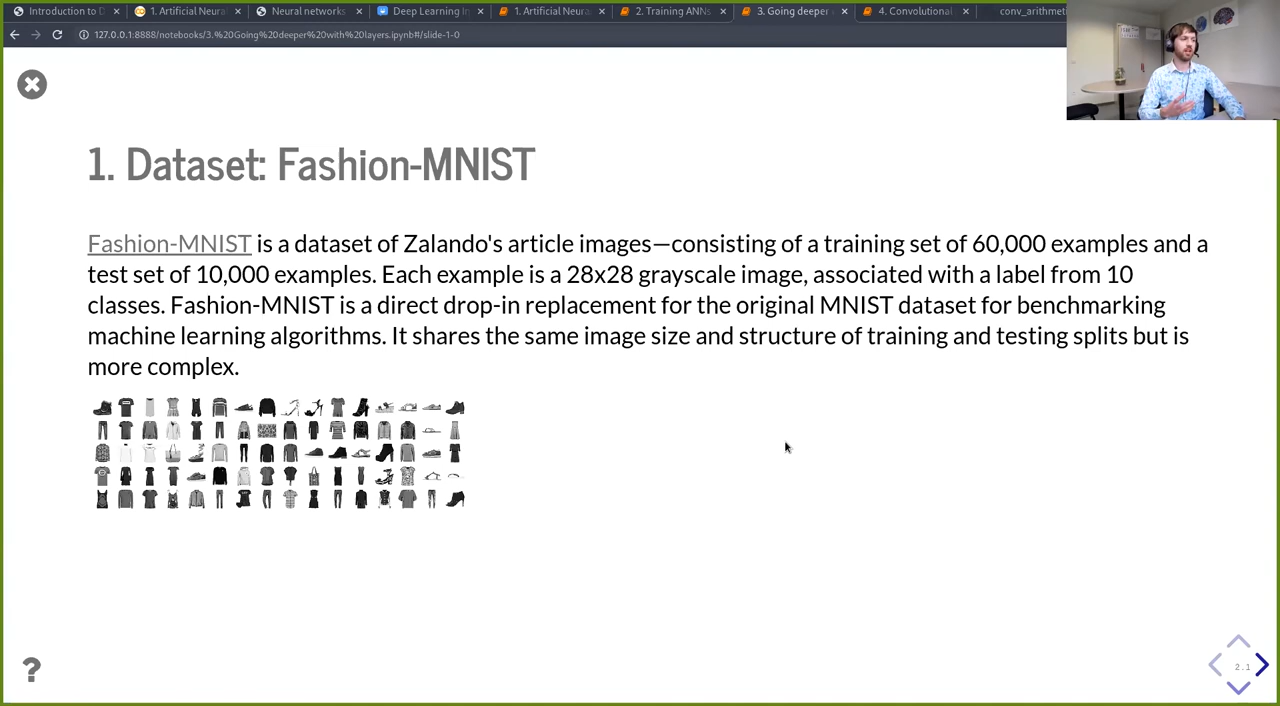 Introduction to D
1. Artificial Neura
Neural networks
Deep Learning In
1. Artificial Neura
2. Training ANNs
3. Going deeper
4. Convolutional
conv_arithmeti
127.0.0.1:8888/notebooks/3.%20Going%20deeper%20with%20layers.ipynb#/slide-1-0
1. Dataset: Fashion-MNIST
Fashion-MNIST is a dataset of Zalando's article images—consisting of a training set of 60,000 examples and a
test set of 10,000 examples. Each example is a 28x28 grayscale image, associated with a label from 10
classes. Fashion-MNIST is a direct drop-in replacement for the original MNIST dataset for benchmarking
machine learning algorithms. It shares the same image size and structure of training and testing splits but is
more complex.
?
2.1